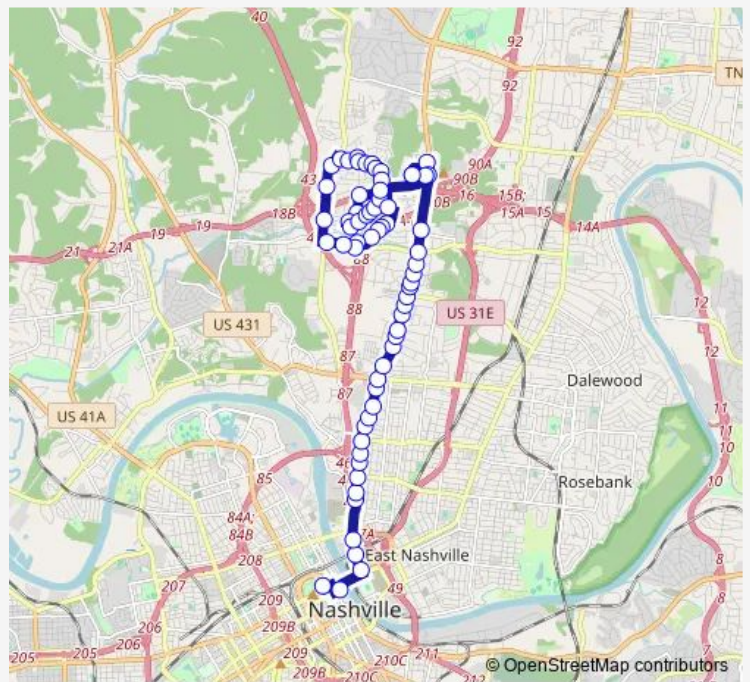 40
92
TN
92
90A
43
90B
0B
16
15B;
15A
15
14A
18B
19
19
21
21A
88
12
88
US 31E
US 431
87
12
Dalewood
87
US 41A
11
11
10
10
Rosebank
85
84A;
84B
7A
East Nashville
208
8
207
49
8
209
Nashville
206
206
209B
205
205
210C
211
7
209B
210C
212
© OpenStreetMap contributors